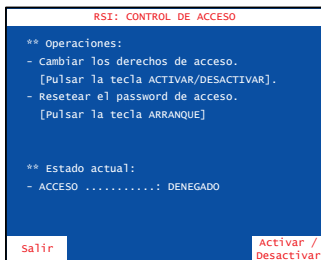 RSI: CONTROL DE ACCESO
** Operaciones:
- Cambiar los derechos de acceso.
[Pulsar la tecla ACTIVAR/DESACTIVAR].
- Resetear el password de acceso.
[Pulsar la tecla ARRANQUE]
** Estado actual:
- ACCESO ...........: DENEGADO
Salir
Activar /
Desactivar